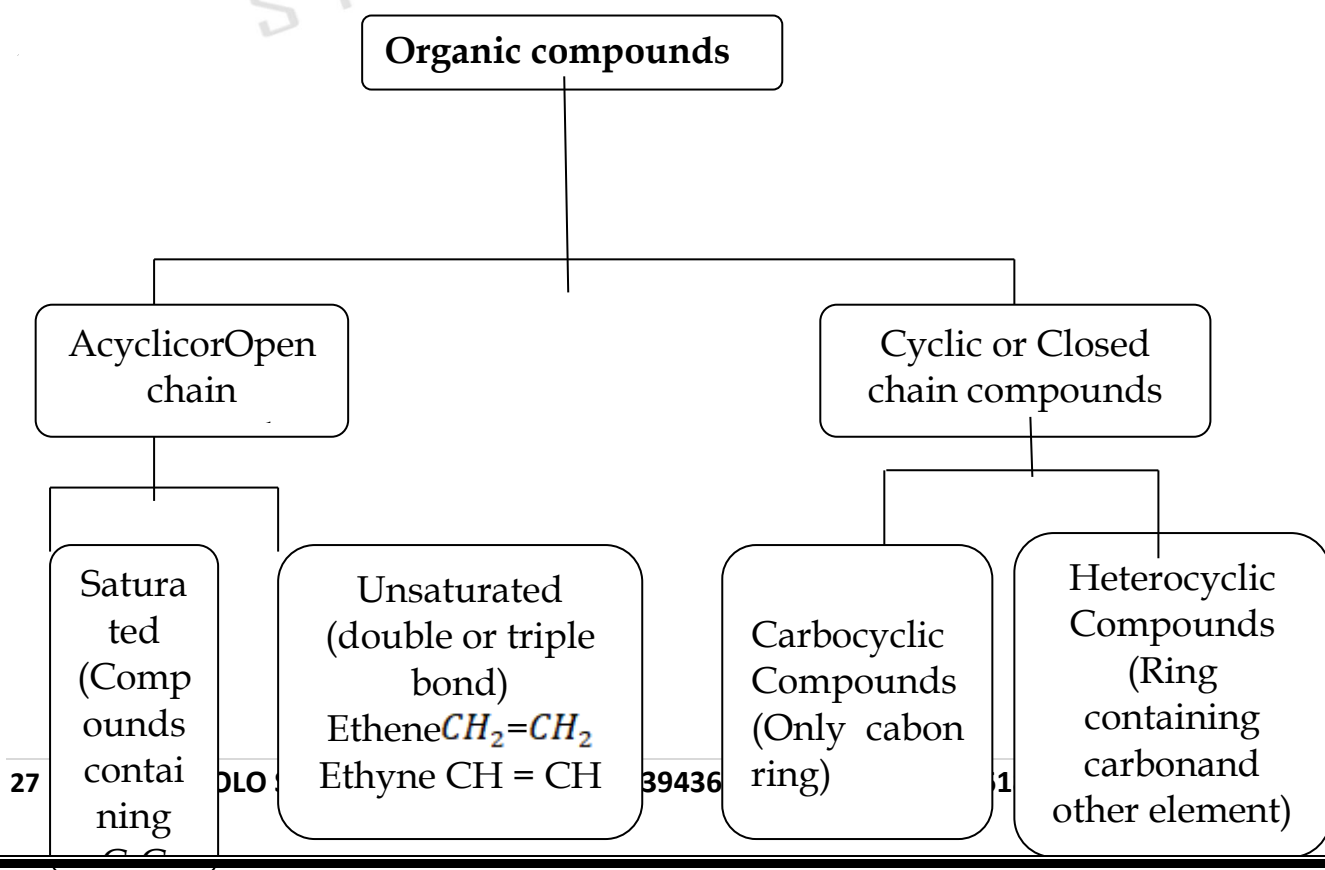 Organic compounds
AcyclicorOpen
chain
Cyclic or Closed
chain compounds
Satura
ted
(Comp
ounds
contai
ning
Unsaturated
(double or triple
bond)
Ethene𝐶𝐻₂=𝐶𝐻₂
Ethyne CH = CH
Carbocyclic
Compounds
(Only cabon
ring)
Heterocyclic
Compounds
(Ring
containing
carbonand
other element)
27 OLO 39436